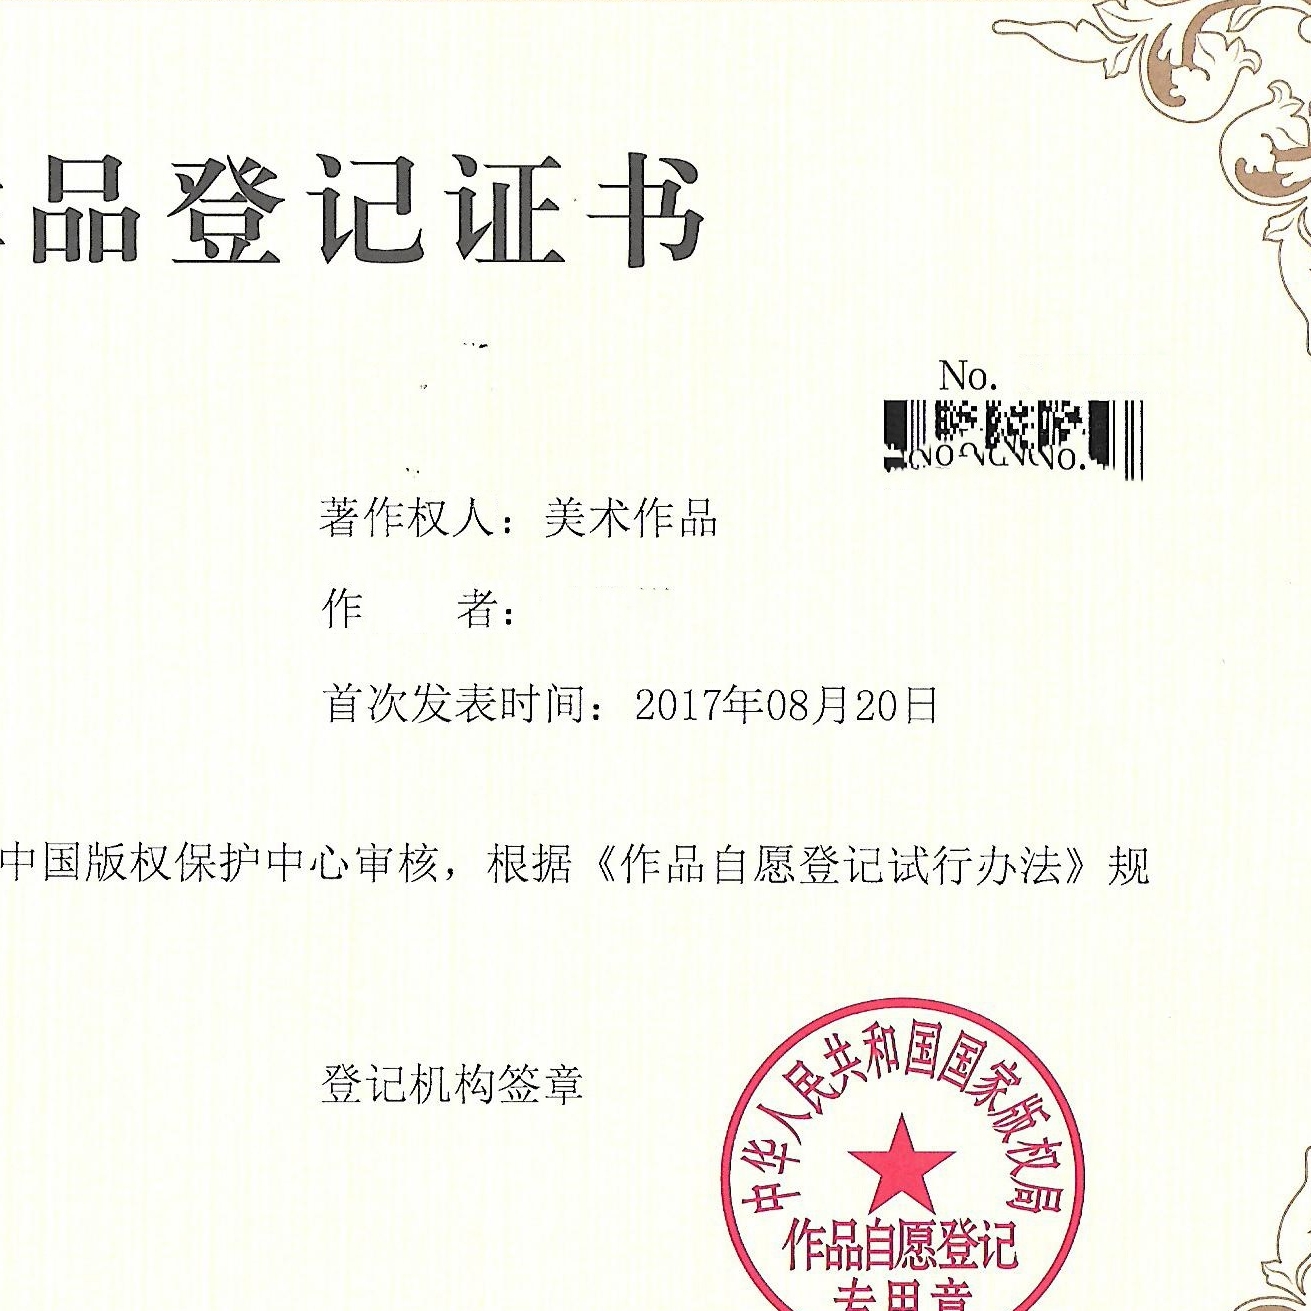 品登记证书
No.
No.
著作权人：美术作品
作 者：
首次发表时间：2017年08月20日
中国版权保护中心审核，根据《作品自愿登记试行办法》规
登记机构签章
中华人民共和国国家版权局
作品自愿登记
专用章